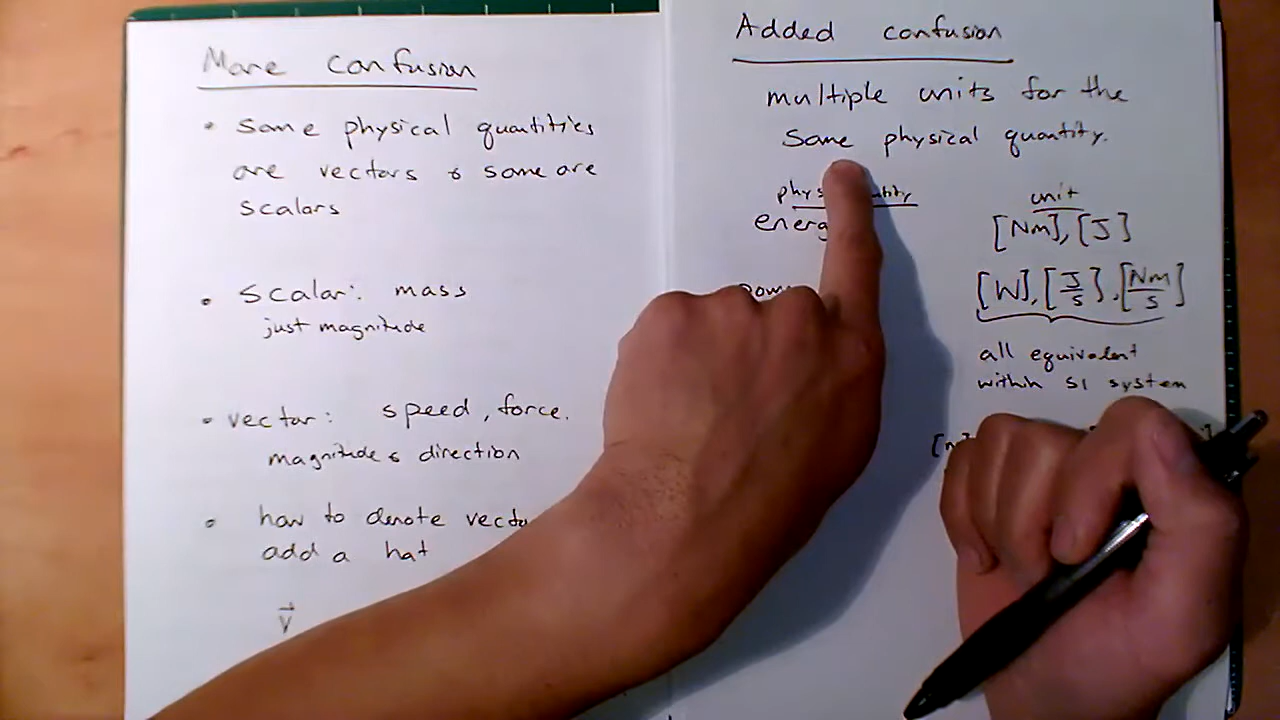 More confusion
• some physical quantities
are vectors & some are
scalars
• Scalar: mass
just magnitude
• vector: speed, force.
magnitude & direction
• how to denote
add a hat
v⃗
Added confusion
multiple units for the
same physical quantity.
unit
[Nm], [J]
[W], [J/s], [Nm/s]
all equivalent
within SI system